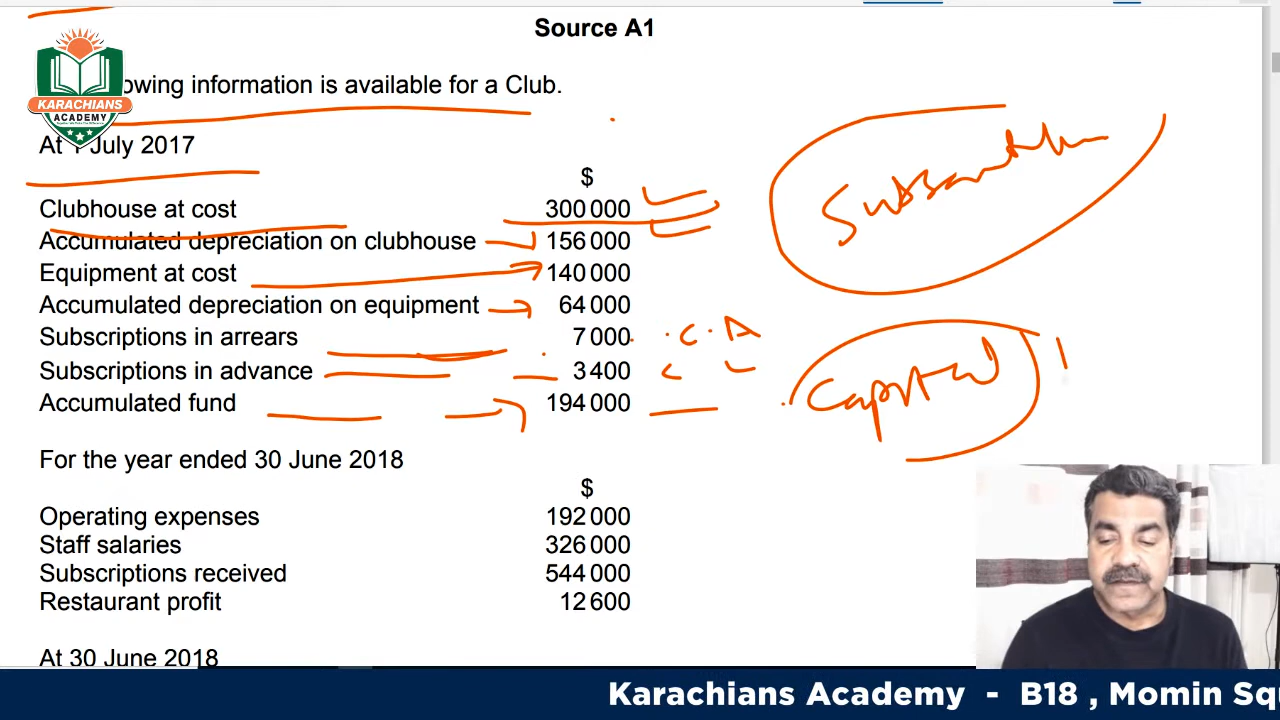 Source A1
KARACHIANS
ACADEMY
owing information is available for a Club.
At 1 July 2017
$
Clubhouse at cost 300 000
Accumulated depreciation on clubhouse 156 000
Equipment at cost 140 000
Accumulated depreciation on equipment 64 000
Subscriptions in arrears 7 000 C.A
Subscriptions in advance 3 400 C L
Accumulated fund 194 000 Capital
For the year ended 30 June 2018
$
Operating expenses 192 000
Staff salaries 326 000
Subscriptions received 544 000
Restaurant profit 12 600
At 30 June 2018
Karachians Academy - B18 , Momin Squ